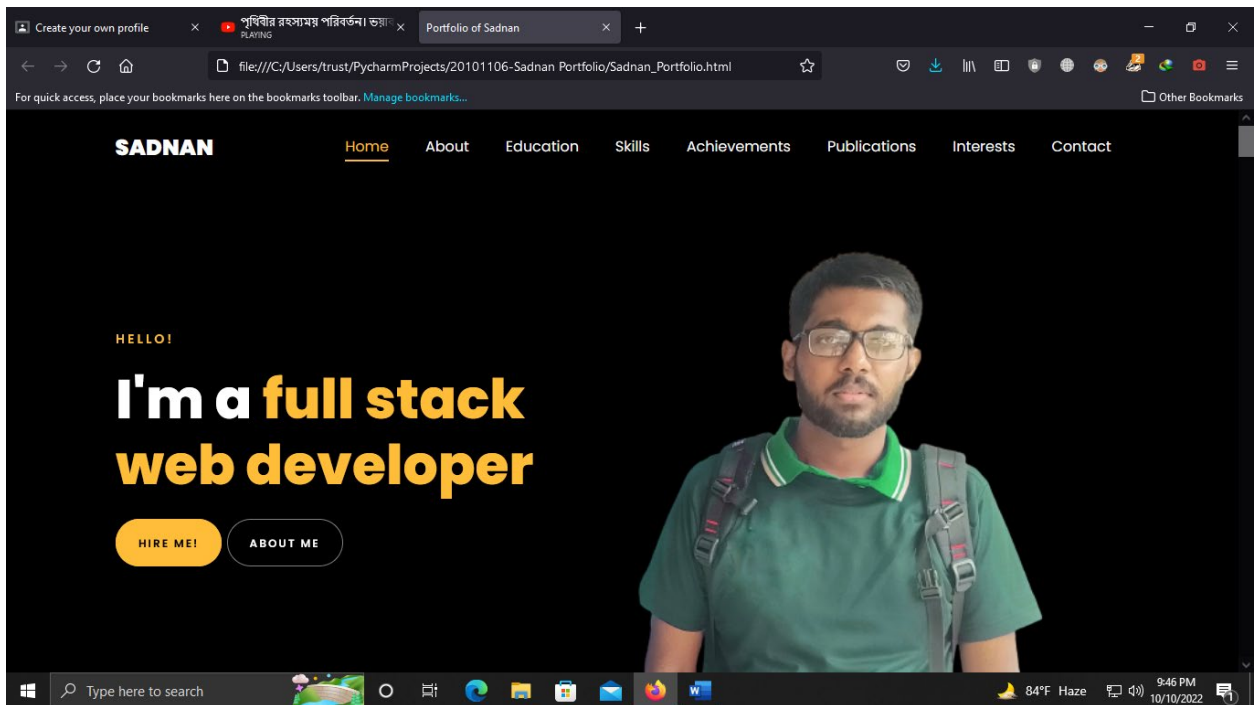 Create your own profile
পৃথিবীর রহস্যময় পরিবর্তন। ভয়া
PLAYING
Portfolio of Sadnan
file:///C:/Users/trust/PycharmProjects/20101106-Sadnan Portfolio/Sadnan_Portfolio.html
2
For quick access, place your bookmarks here on the bookmarks toolbar. Manage bookmarks...
Other Bookmarks
SADNAN Home About Education Skills Achievements Publications Interests Contact
HELLO!
I'm a full stack
web developer
HIRE ME! ABOUT ME
Type here to search
84°F Haze
9:46 PM
10/10/2022
1